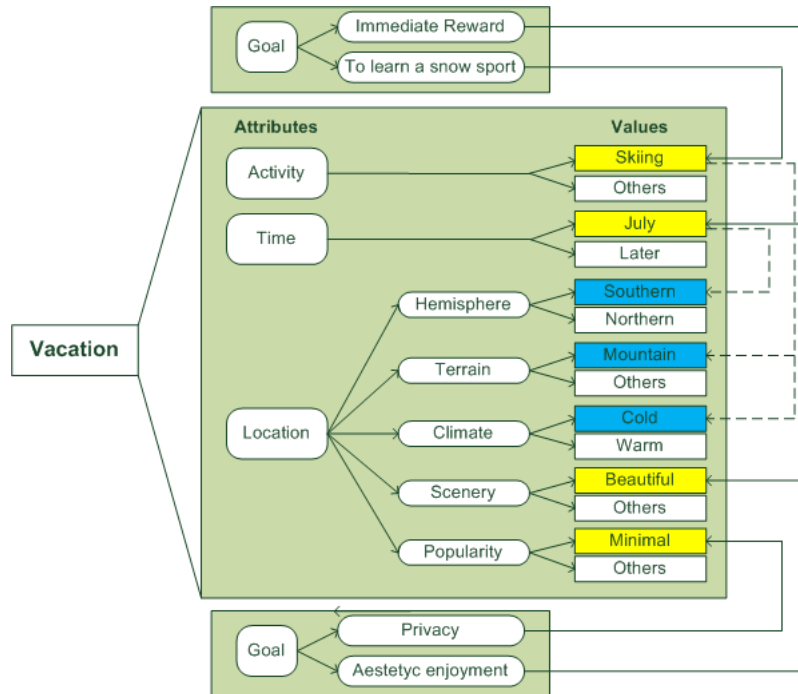 Goal
Immediate Reward
To learn a snow sport
Attributes
Values
Activity
Skiing
Others
Time
July
Later
Vacation
Location
Hemisphere
Southern
Northern
Terrain
Mountain
Others
Climate
Cold
Warm
Scenery
Beautiful
Others
Popularity
Minimal
Others
Goal
Privacy
Aestetyc enjoyment